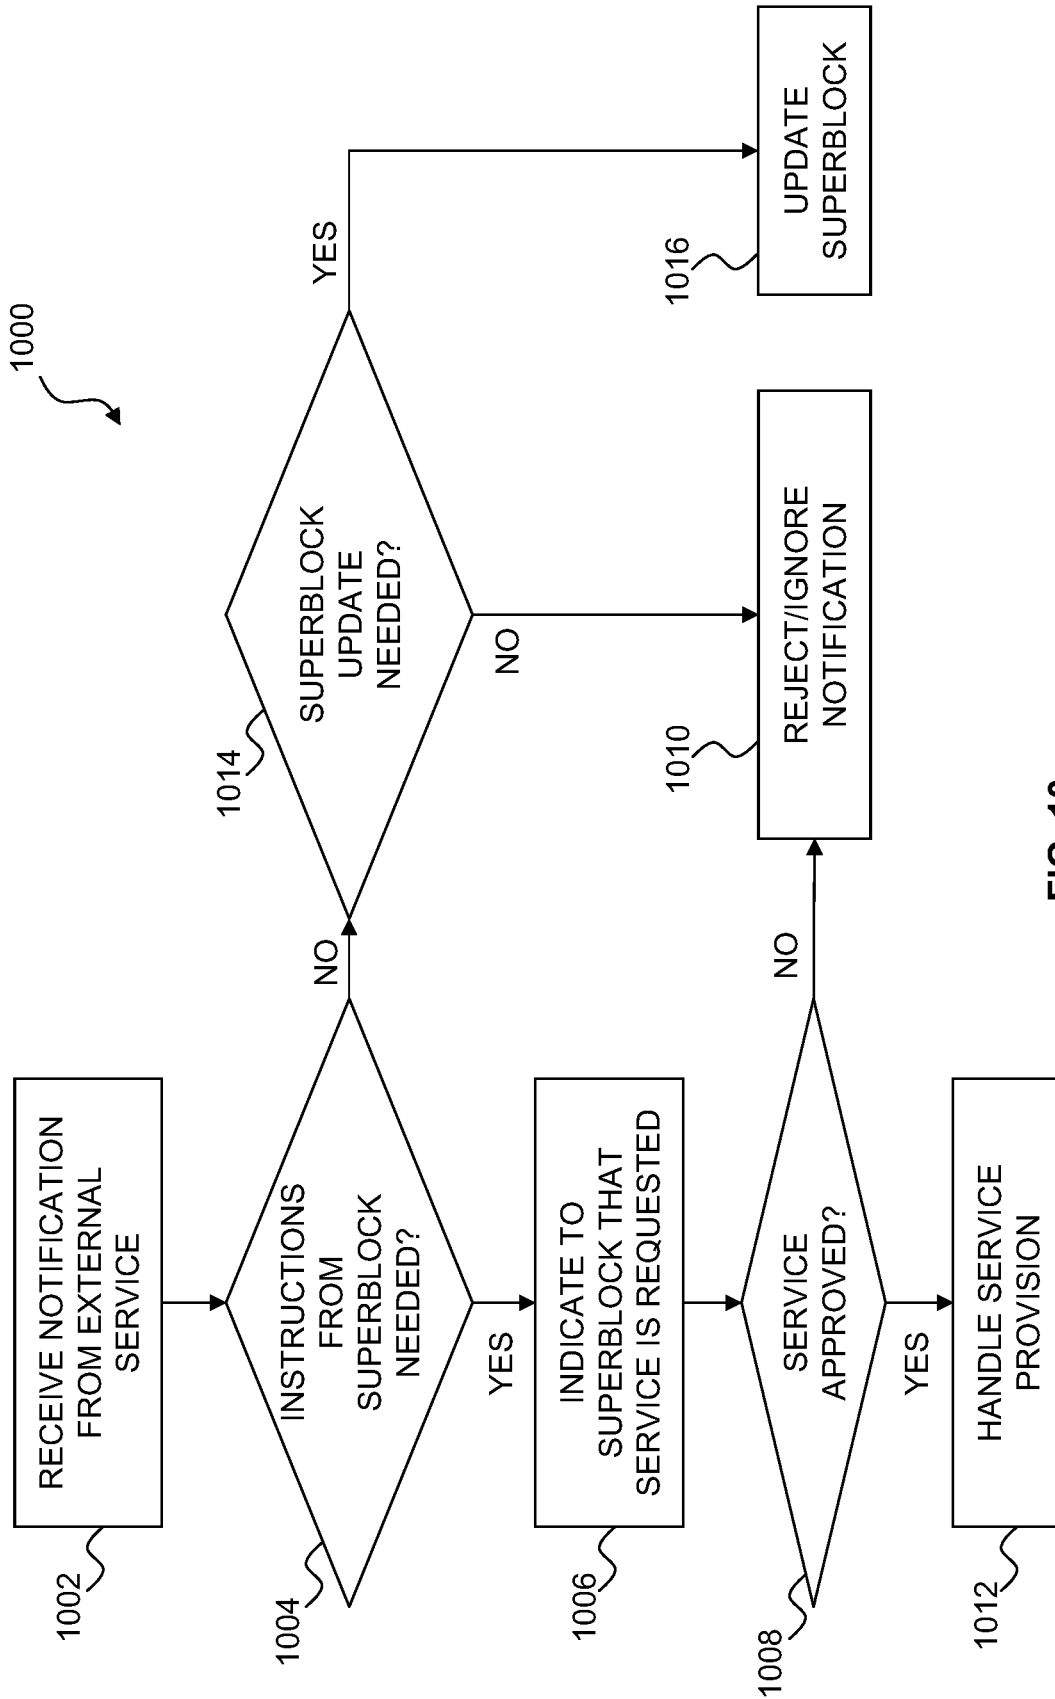 1000
1002
RECEIVE NOTIFICATION
FROM EXTERNAL
SERVICE
1004
INSTRUCTIONS
FROM
SUPERBLOCK
NEEDED?
NO
YES
1014
SUPERBLOCK
UPDATE
NEEDED?
YES
NO
1006
INDICATE TO
SUPERBLOCK THAT
SERVICE IS REQUESTED
1008
SERVICE
APPROVED?
NO
YES
1010
REJECT/IGNORE
NOTIFICATION
1016
UPDATE
SUPERBLOCK
1012
HANDLE SERVICE
PROVISION
FIG. 10